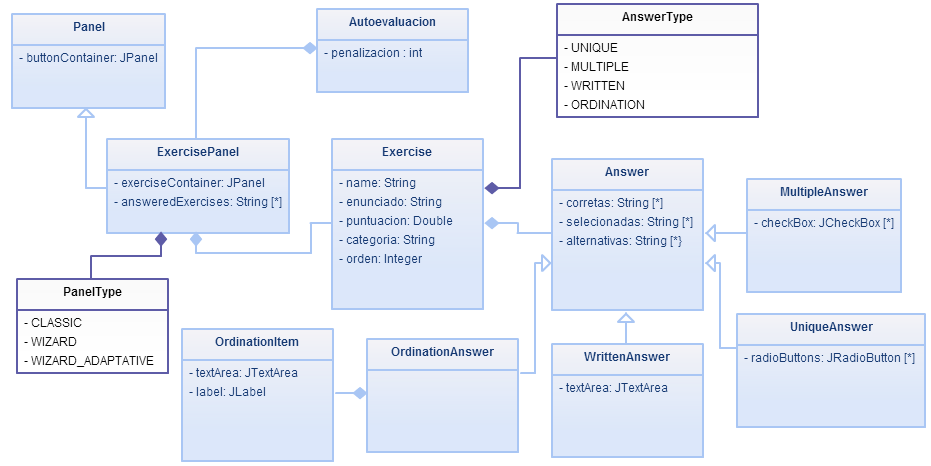 Panel
- buttonContainer: JPanel
Autoevaluacion
- penalizacion : int
AnswerType
- UNIQUE
- MULTIPLE
- WRITTEN
- ORDINATION
ExercisePanel
- exerciseContainer: JPanel
- answeredExercises: String [*]
Exercise
- name: String
- enunciado: String
- puntuacion: Double
- categoria: String
- orden: Integer
Answer
- corretas: String [*]
- selecionadas: String [*]
- alternativas: String [*}
MultipleAnswer
- checkBox: JCheckBox [*]
PanelType
- CLASSIC
- WIZARD
- WIZARD_ADAPTATIVE
OrdinationItem
- textArea: JTextArea
- label: JLabel
OrdinationAnswer
WrittenAnswer
- textArea: JTextArea
UniqueAnswer
- radioButtons: JRadioButton [*]